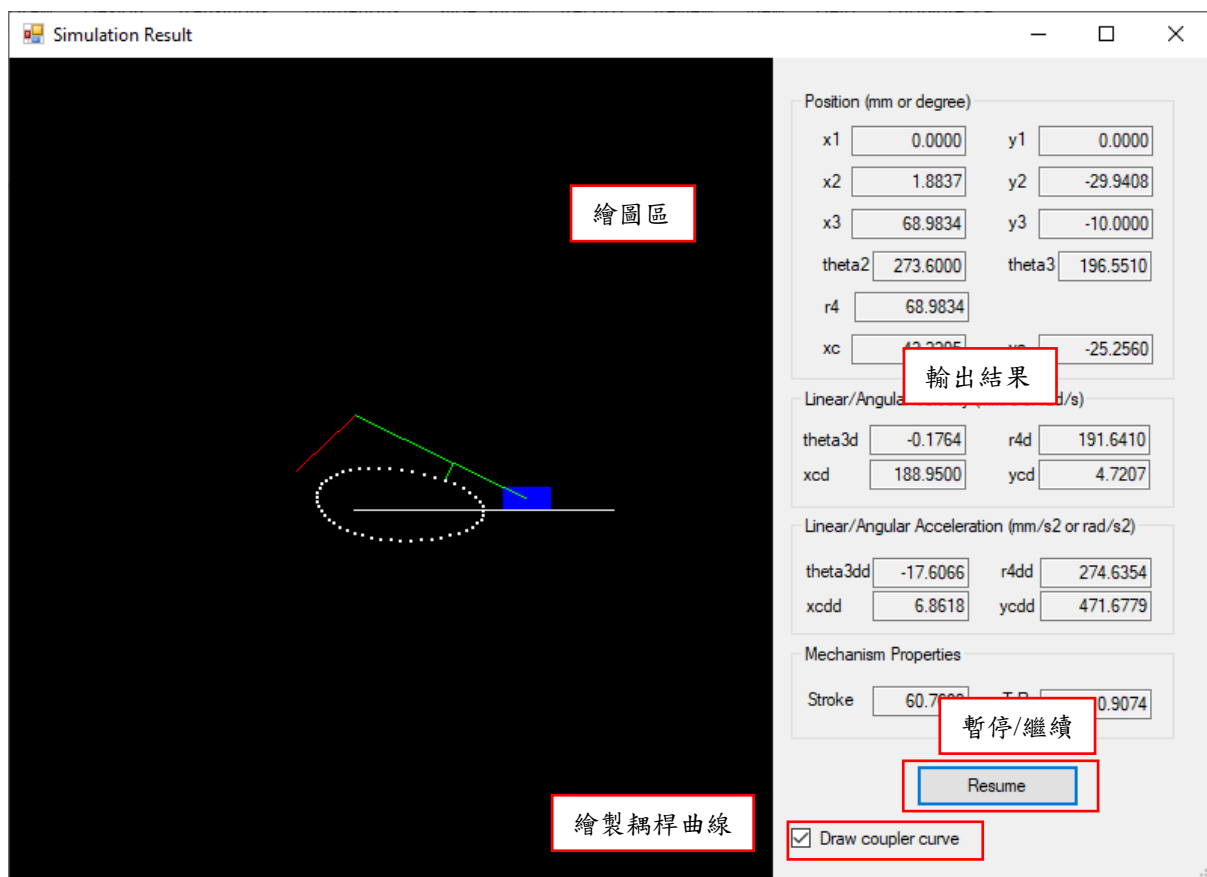 Simulation Result
Position (mm or degree)
x1 0.0000 y1 0.0000
x2 1.8837 y2 -29.9408
x3 68.9834 y3 -10.0000
theta2 273.6000 theta3 196.5510
r4 68.9834
xc -25.2560
Linear/Angular
theta3d -0.1764 r4d 191.6410
xcd 188.9500 ycd 4.7207
Linear/Angular Acceleration (mm/s2 or rad/s2)
theta3dd -17.6066 r4dd 274.6354
xcdd 6.8618 ycdd 471.6779
Mechanism Properties
Stroke 0.9074
Resume
Draw coupler curve
繪圖區
輸出結果
暫停/繼續
繪製耦桿曲線